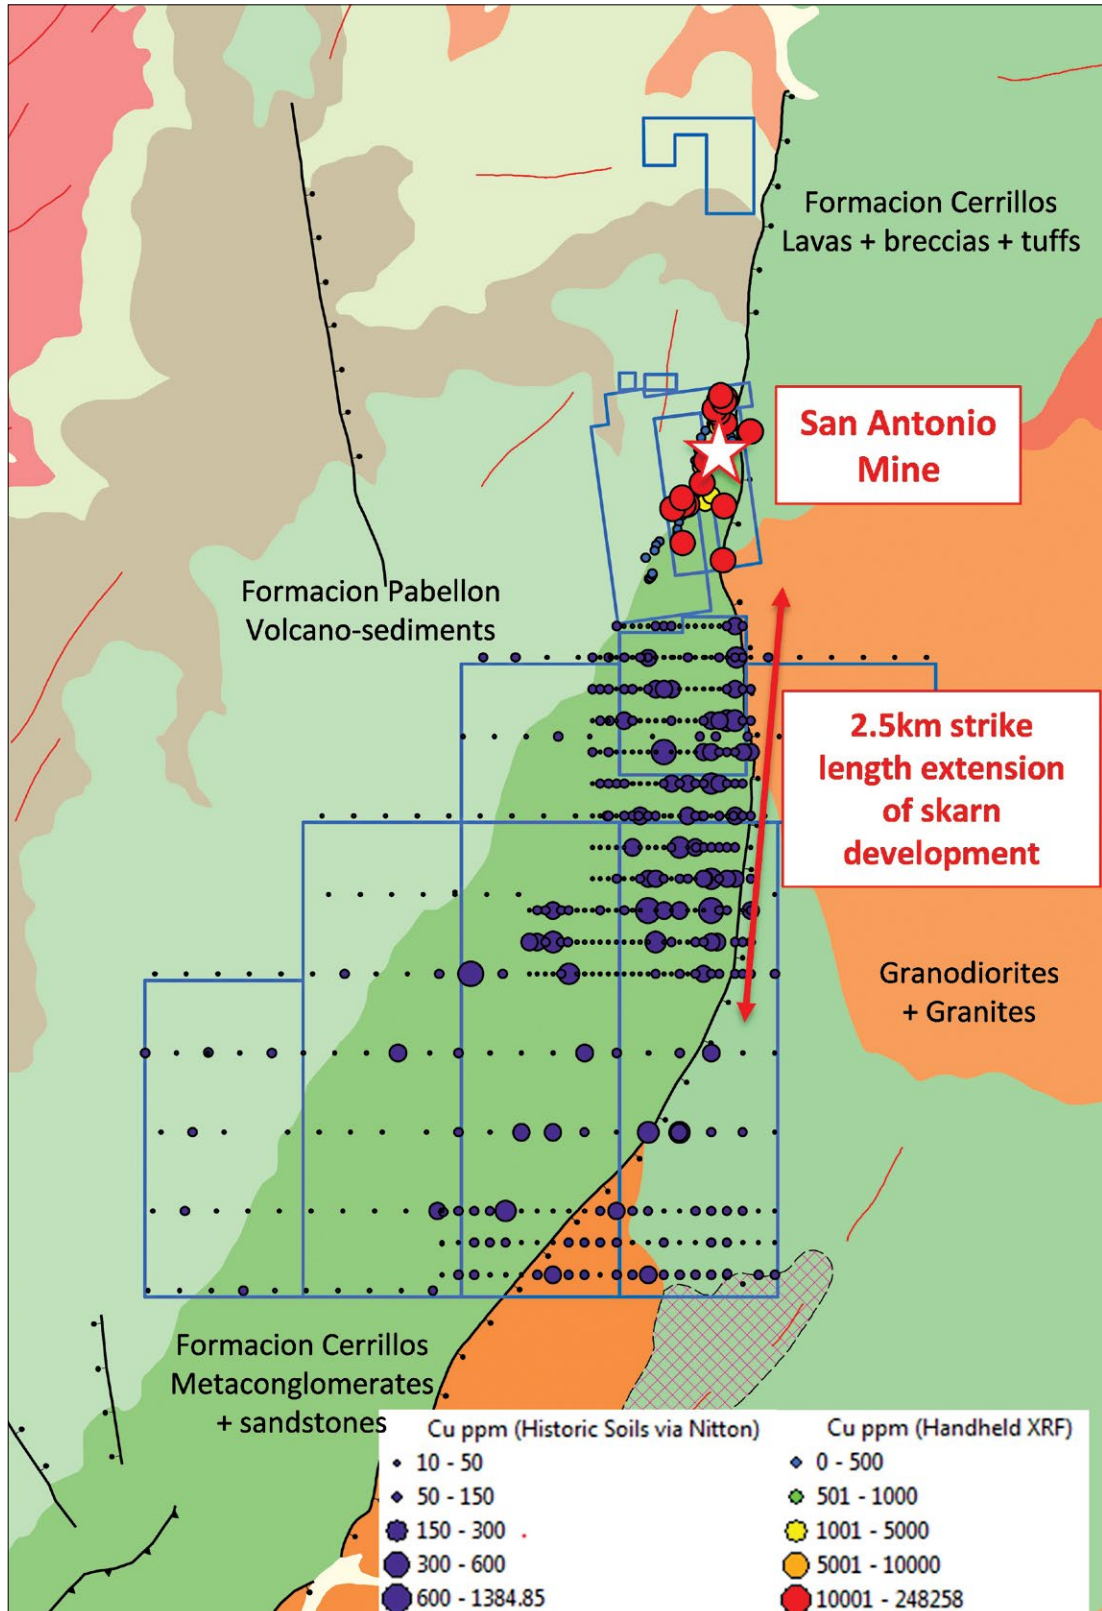 Formacion Cerrillos
Lavas + breccias + tuffs
San Antonio
Mine
Formacion Pabellon
Volcano-sediments
2.5km strike
length extension
of skarn
development
Granodiorites
+ Granites
Formacion Cerrillos
Metaconglomerates
+ sandstones
Cu ppm (Historic Soils via Nitton)
10 - 50
50 - 150
150 - 300
300 - 600
600 - 1384.85
Cu ppm (Handheld XRF)
0 - 500
501 - 1000
1001 - 5000
5001 - 10000
10001 - 248258